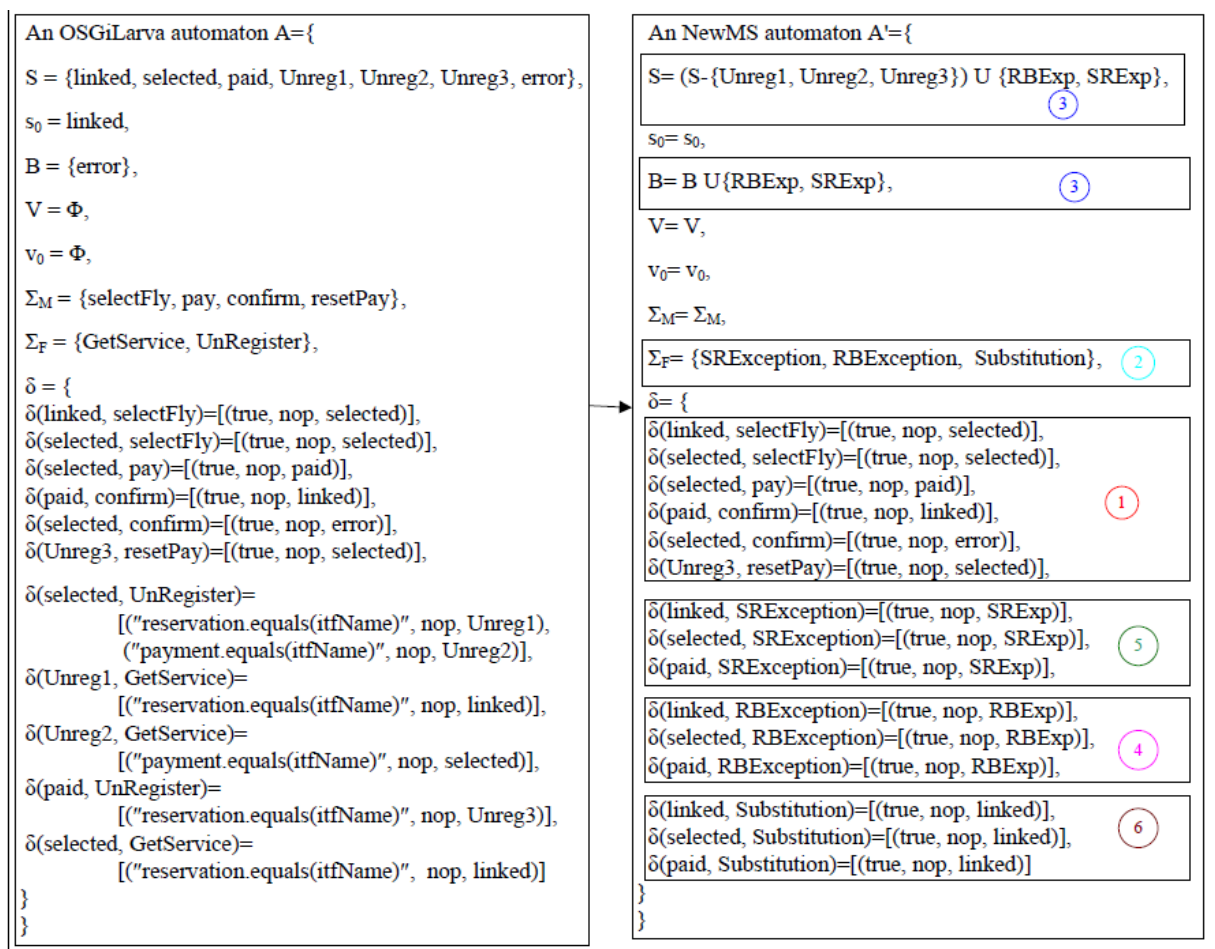 An OSGiLarva automaton A={
S = {linked, selected, paid, Unreg1, Unreg2, Unreg3, error},
s₀ = linked,
B = {error},
V = Φ,
v₀ = Φ,
Σ_M = {selectFly, pay, confirm, resetPay},
Σ_F = {GetService, UnRegister},
δ = {
δ(linked, selectFly)=[(true, nop, selected)],
δ(selected, selectFly)=[(true, nop, selected)],
δ(selected, pay)=[(true, nop, paid)],
δ(paid, confirm)=[(true, nop, linked)],
δ(selected, confirm)=[(true, nop, error)],
δ(Unreg3, resetPay)=[(true, nop, selected)],
δ(selected, UnRegister)=
[("reservation.equals(itfName)", nop, Unreg1),
("payment.equals(itfName)", nop, Unreg2)],
δ(Unreg1, GetService)=
[("reservation.equals(itfName)", nop, linked)],
δ(Unreg2, GetService)=
[("payment.equals(itfName)", nop, selected)],
δ(paid, UnRegister)=
[("reservation.equals(itfName)", nop, Unreg3)],
δ(selected, GetService)=
[("reservation.equals(itfName)", nop, linked)]
}
}
An NewMS automaton A'={
S= (S-{Unreg1, Unreg2, Unreg3}) U {RBExp, SRExp},
3
s₀= s₀,
B= B U{RBExp, SRExp},
3
V= V,
v₀= v₀,
Σ_M= Σ_M,
Σ_F= {SRException, RBException, Substitution},
2
δ= {
δ(linked, selectFly)=[(true, nop, selected)],
δ(selected, selectFly)=[(true, nop, selected)],
δ(selected, pay)=[(true, nop, paid)],
δ(paid, confirm)=[(true, nop, linked)],
δ(selected, confirm)=[(true, nop, error)],
δ(Unreg3, resetPay)=[(true, nop, selected)],
1
δ(linked, SRException)=[(true, nop, SRExp)],
δ(selected, SRException)=[(true, nop, SRExp)],
δ(paid, SRException)=[(true, nop, SRExp)],
5
δ(linked, RBException)=[(true, nop, RBExp)],
δ(selected, RBException)=[(true, nop, RBExp)],
δ(paid, RBException)=[(true, nop, RBExp)],
4
δ(linked, Substitution)=[(true, nop, linked)],
δ(selected, Substitution)=[(true, nop, linked)],
δ(paid, Substitution)=[(true, nop, linked)]
6
}
}